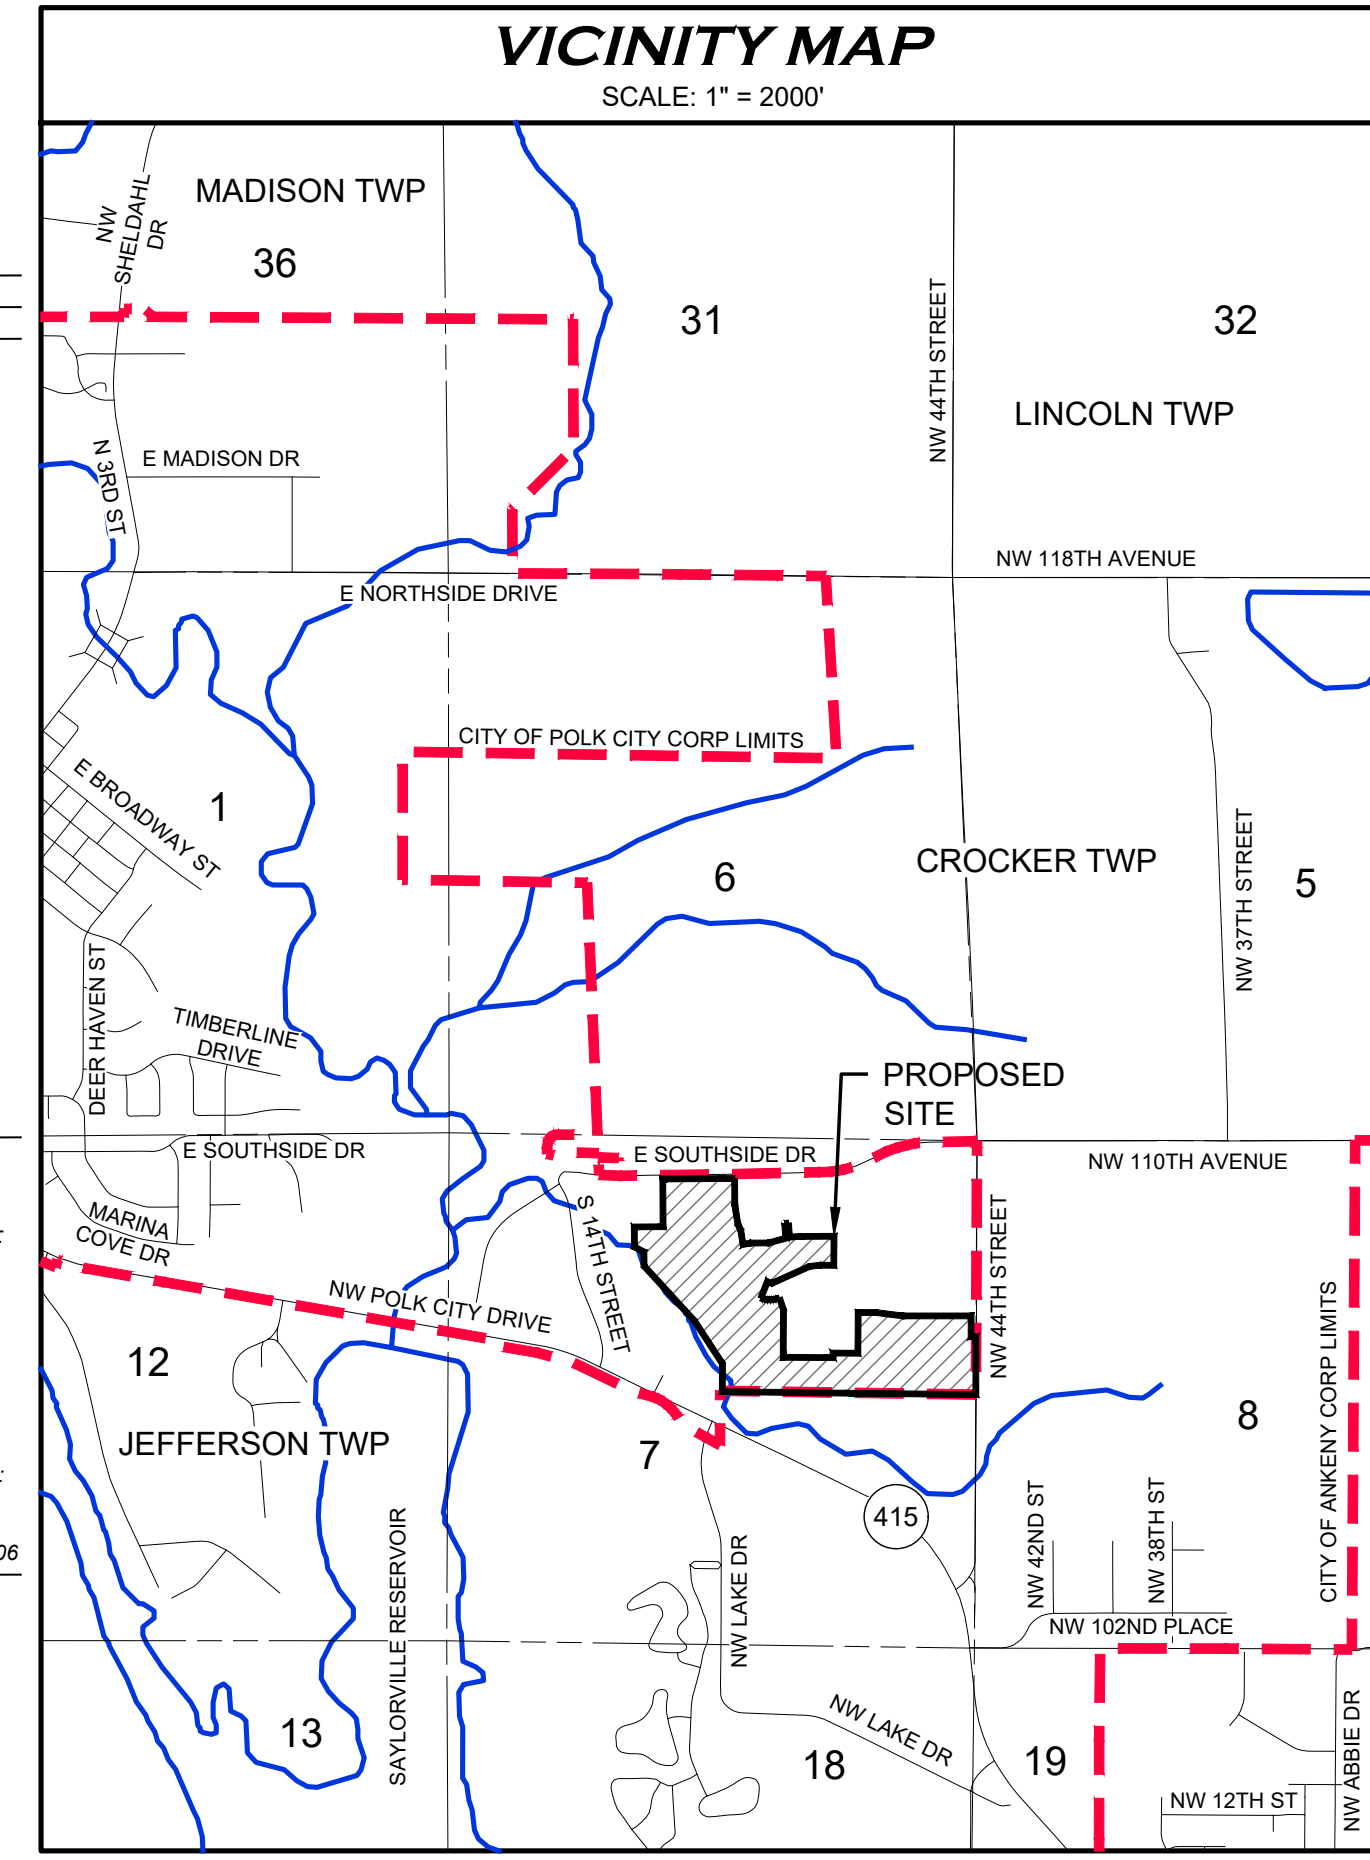 VICINITY MAP
SCALE: 1" = 2000'
MADISON TWP
36
NW
SHELDAHL
DR
31
32
NW 44TH STREET
LINCOLN TWP
N 3RD ST
E MADISON DR
NW 118TH AVENUE
E NORTHSIDE DRIVE
CITY OF POLK CITY CORP LIMITS
E BROADWAY ST
1
6
CROCKER TWP
5
NW 37TH STREET
DEER HAVEN ST
TIMBERLINE
DRIVE
PROPOSED
SITE
E SOUTHSIDE DR
E SOUTHSIDE DR
NW 110TH AVENUE
MARINA
COVE DR
S 14TH STREET
NW 44TH STREET
NW POLK CITY DRIVE
12
JEFFERSON TWP
7
8
CITY OF ANKENY CORP LIMITS
415
SAYLORVILLE RESERVOIR
NW LAKE DR
NW 42ND ST
NW 38TH ST
06
NW 102ND PLACE
13
NW LAKE DR
18
19
NW 12TH ST
NW ABBIE DR